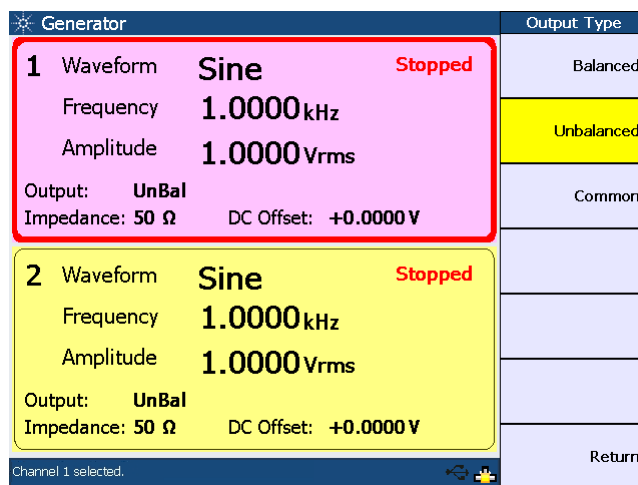 Generator
Output Type
1 Waveform Sine Stopped
Frequency 1.0000 kHz
Amplitude 1.0000 Vrms
Output: UnBal
Impedance: 50 Ω DC Offset: +0.0000 V
2 Waveform Sine Stopped
Frequency 1.0000 kHz
Amplitude 1.0000 Vrms
Output: UnBal
Impedance: 50 Ω DC Offset: +0.0000 V
Channel 1 selected.
Balanced
Unbalanced
Common
Return